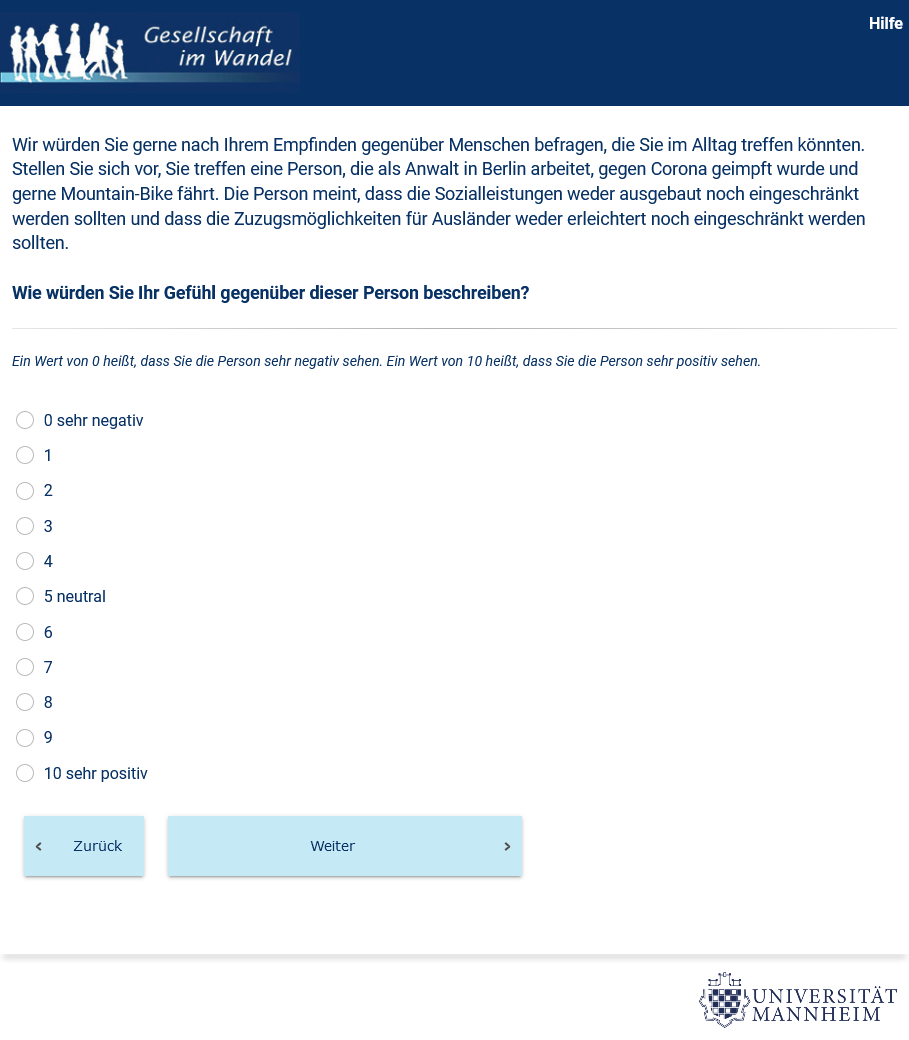 Gesellschaft
im Wandel
Hilfe
Wir würden Sie gerne nach Ihrem Empfinden gegenüber Menschen befragen, die Sie im Alltag treffen könnten.
Stellen Sie sich vor, Sie treffen eine Person, die als Anwalt in Berlin arbeitet, gegen Corona geimpft wurde und
gerne Mountain-Bike fährt. Die Person meint, dass die Sozialleistungen weder ausgebaut noch eingeschränkt
werden sollten und dass die Zuzugsmöglichkeiten für Ausländer weder erleichtert noch eingeschränkt werden
sollten.
Wie würden Sie Ihr Gefühl gegenüber dieser Person beschreiben?
Ein Wert von 0 heißt, dass Sie die Person sehr negativ sehen. Ein Wert von 10 heißt, dass Sie die Person sehr positiv sehen.
0 sehr negativ
1
2
3
4
5 neutral
6
7
8
9
10 sehr positiv
Zurück
Weiter
UNIVERSITÄT
MANNHEIM